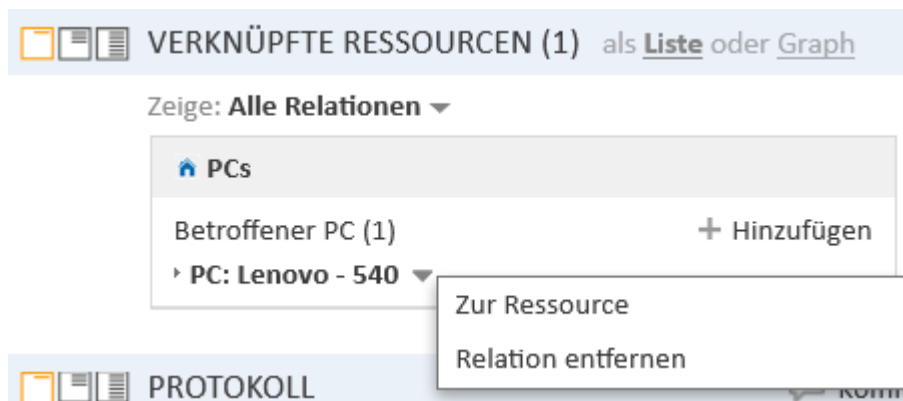 VERKNÜPFTE RESSOURCEN (1) als Liste oder Graph
Zeige: Alle Relationen
PCs
Betroffener PC (1) Hinzufügen
PC: Lenovo - 540
Zur Ressource
Relation entfernen
PROTOKOLL